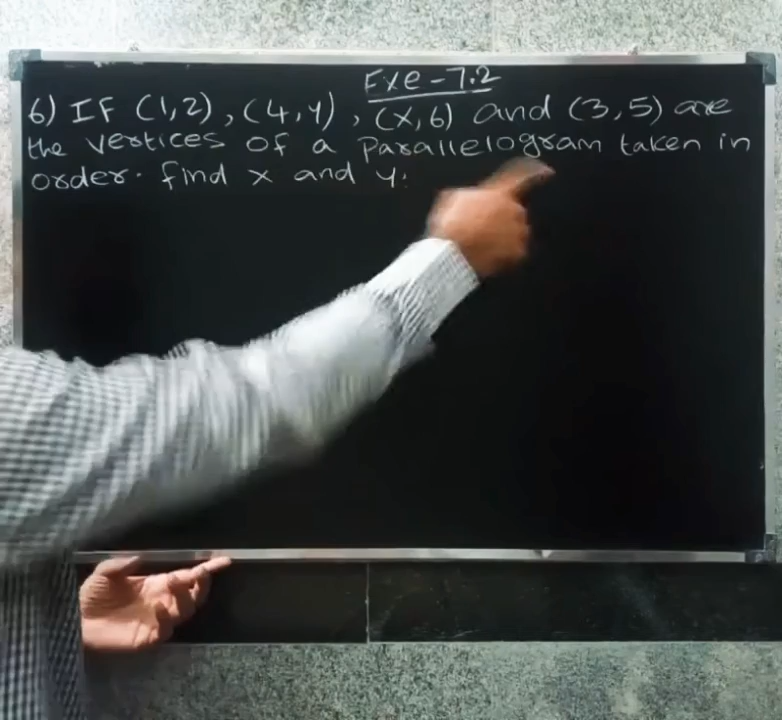 Exe-7.2
6) IF (1,2), (4,y), (x,6) and (3,5) are
the vertices of a parallelogram taken in
order. find x and y.